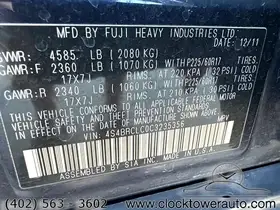 MFD. BY FUJI HEAVY INDUSTRIES LTD.
DATE 12/11
GVWR: 4585 LB (2080 KG)
GAWR:F 2360 LB (1070 KG) WITH P225/60R17 TIRES,
17X7J RIMS, AT 220 KPA (32 PSI) COLD
GAWR:R 2340 LB (1060 KG) WITH P225/60R17 TIRES,
17X7J RIMS, AT 210 KPA (30 PSI) COLD
THIS VEHICLE CONFORMS TO ALL APPLICABLE FEDERAL
MOTOR VEHICLE SAFETY, BUMPER, AND THEFT PREVENTION
STANDARDS IN EFFECT ON THE DATE OF MANUFACTURE
SHOWN ABOVE.
VIN: 4S4BRCLC0C3235356 MPV
ASSEMBLED BY SIA INC. IN U.S.A.
(402) 563 - 3602 www.clocktowerauto.com